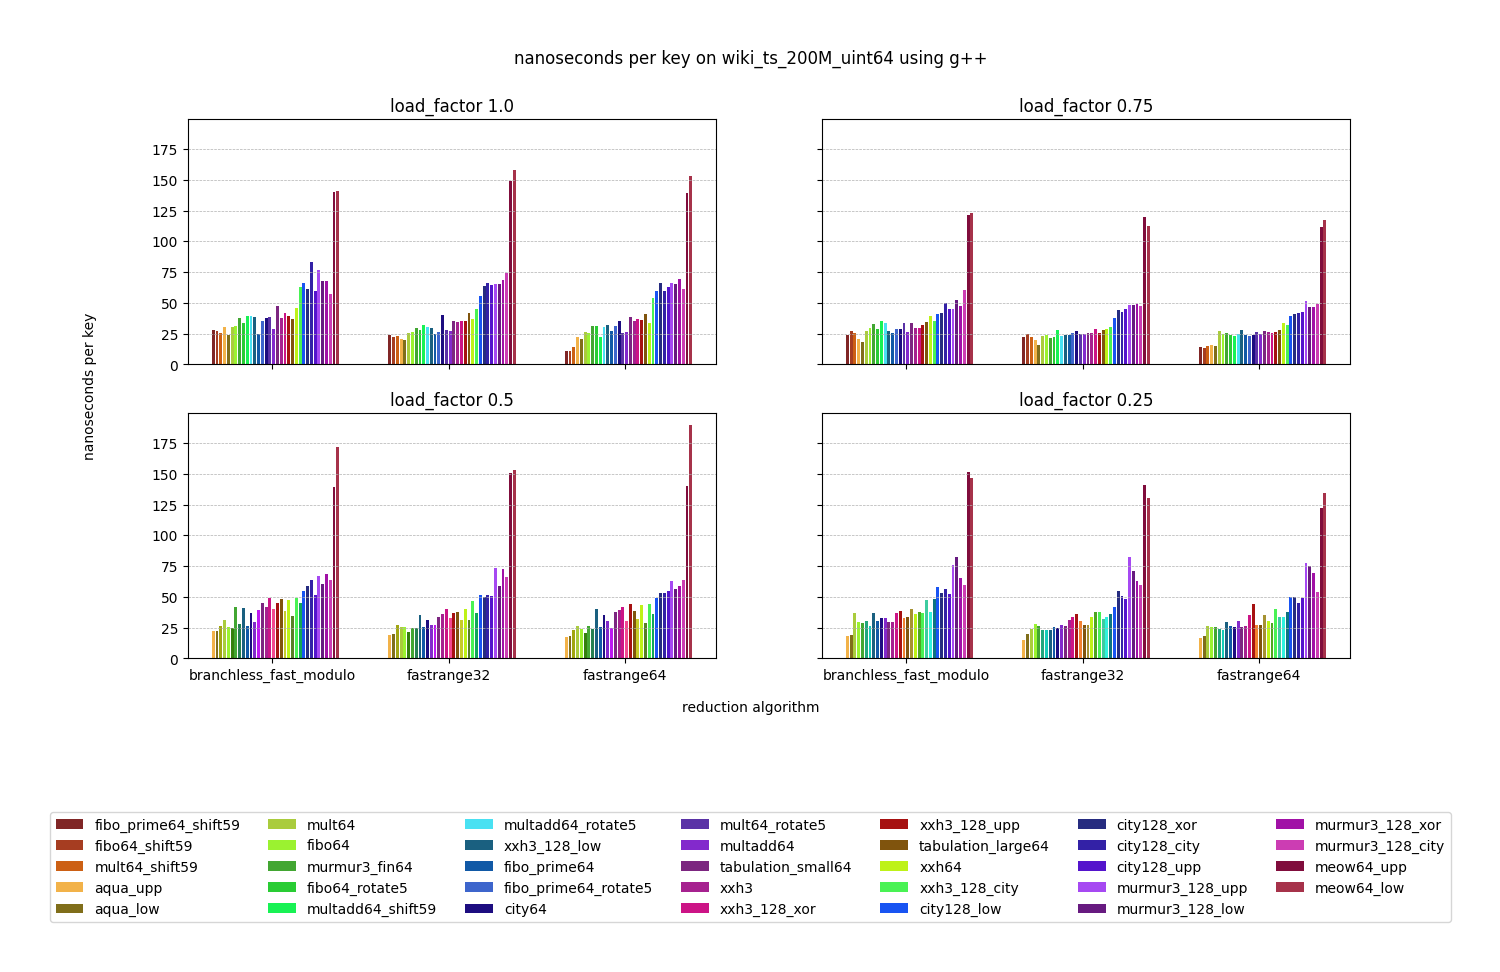 nanoseconds per key on wiki_ts_200M_uint64 using g++
load_factor 1.0
load_factor 0.75
175
150
125
100
75
50
25
0
nanoseconds per key
load_factor 0.5
load_factor 0.25
175
150
125
100
75
50
25
0
branchless_fast_modulo fastrange32 fastrange64
branchless_fast_modulo fastrange32 fastrange64
reduction algorithm
fibo_prime64_shift59
fibo64_shift59
mult64_shift59
aqua_upp
aqua_low
mult64
fibo64
murmur3_fin64
fibo64_rotate5
multadd64_shift59
multadd64_rotate5
xxh3_128_low
fibo_prime64
fibo_prime64_rotate5
city64
mult64_rotate5
multadd64
tabulation_small64
xxh3
xxh3_128_xor
xxh3_128_upp
tabulation_large64
xxh64
xxh3_128_city
city128_low
city128_xor
city128_city
city128_upp
murmur3_128_upp
murmur3_128_low
murmur3_128_xor
murmur3_128_city
meow64_upp
meow64_low